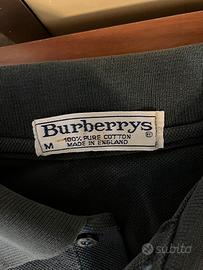 Burberrys
®
M
100% PURE COTTON
MADE IN ENGLAND
subito